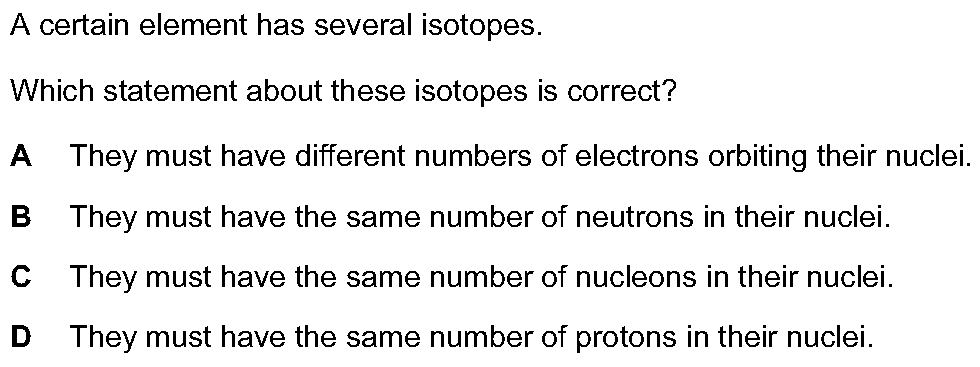 A certain element has several isotopes.
Which statement about these isotopes is correct?
A They must have different numbers of electrons orbiting their nuclei.
B They must have the same number of neutrons in their nuclei.
C They must have the same number of nucleons in their nuclei.
D They must have the same number of protons in their nuclei.